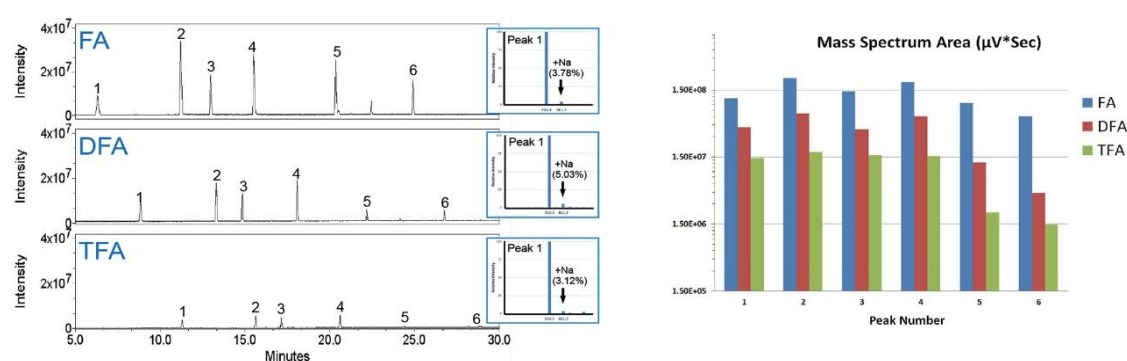 FA
Intensity
4x10⁷
2x10⁷
0
1
2
3
4
5
6
Peak 1
+Na
(3.78%)
DFA
Intensity
4x10⁷
2x10⁷
0
1
2
3
4
5
6
Peak 1
+Na
(5.03%)
TFA
Intensity
4x10⁷
2x10⁷
0
1
2
3
4
5
6
Peak 1
+Na
(3.12%)
5.0 10.0 15.0 20.0 25.0 30.0
Minutes
Mass Spectrum Area (µV*Sec)
1.50E+08
1.50E+07
1.50E+06
1.50E+05
1 2 3 4 5 6
Peak Number
FA
DFA
TFA